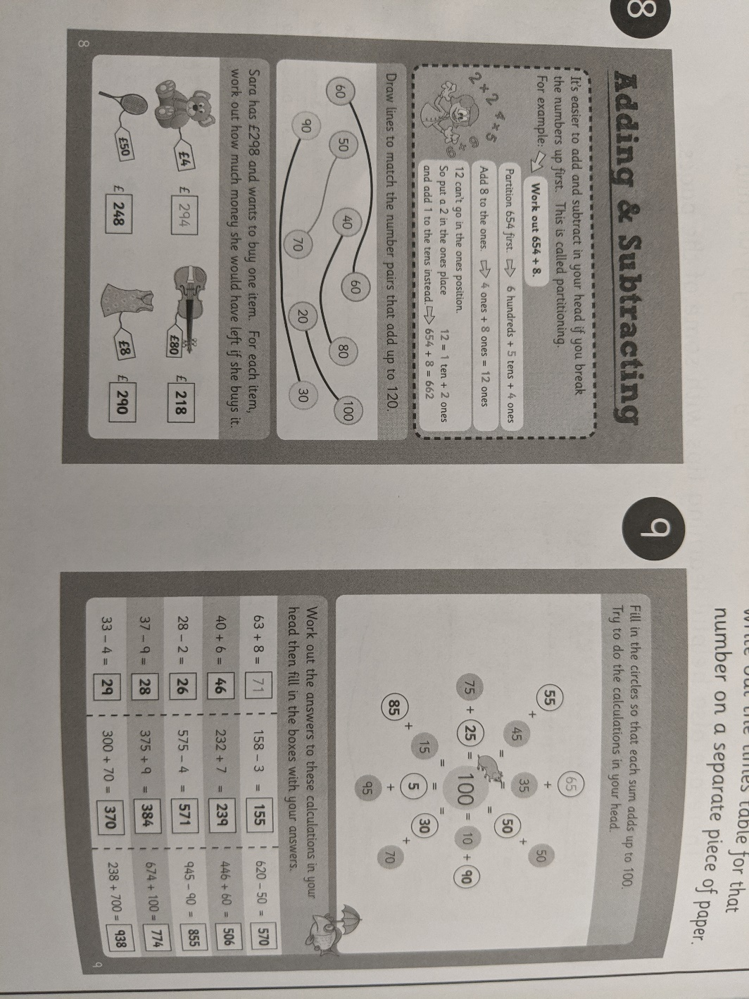 8
Adding & Subtracting
It's easier to add and subtract in your head if you break
the numbers up first. This is called partitioning.
For example:
Work out 654 + 8.
Partition 654 first.
6 hundreds + 5 tens + 4 ones
Add 8 to the ones.
4 ones + 8 ones = 12 ones
12 can't go in the ones position.
So put a 2 in the ones place
and add 1 to the tens instead.
12 = 1 ten + 2 ones
654 + 8 = 662
Draw lines to match the number pairs that add up to 120.
60
50
40
60
80
100
90
70
20
30
Sara has £298 and wants to buy one item. For each item,
work out how much money she would have left if she buys it.
£4
£ 294
£80
£ 218
£50
£ 248
£8
£ 290
8
number on a separate piece of paper.
9
Fill in the circles so that each sum adds up to 100.
Try to do the calculations in your head.
65
+
35
=
55
+
45
=
50
+
50
=
75 + 25 = 100 = 10 + 90
=
15
+
85
=
5
+
95
=
30
+
70
Work out the answers to these calculations in your
head then fill in the boxes with your answers.
63 + 8 = 71
158 – 3 = 155
620 – 50 = 570
40 + 6 = 46
232 + 7 = 239
446 + 60 = 506
28 – 2 = 26
575 – 4 = 571
945 – 90 = 855
37 – 9 = 28
375 + 9 = 384
674 + 100 = 774
33 – 4 = 29
300 + 70 = 370
238 + 700 = 938
9